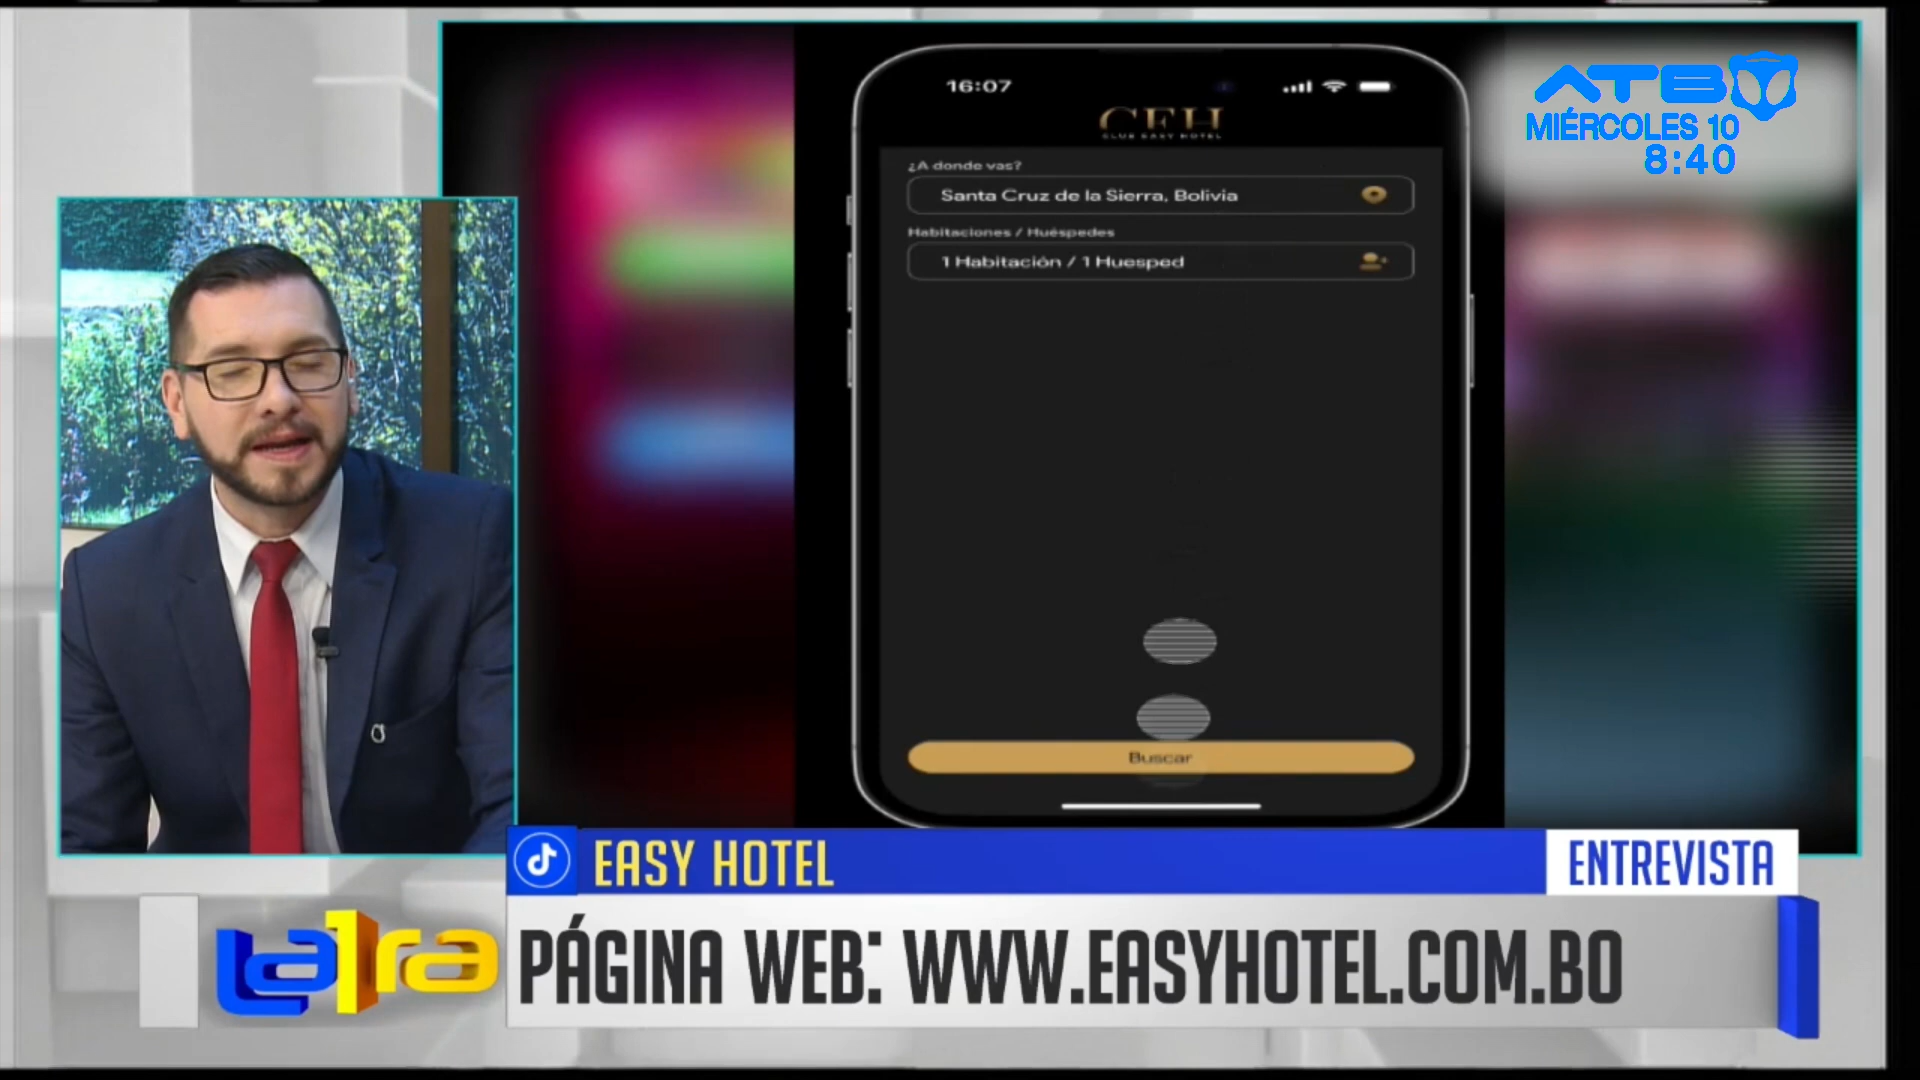 ATB
MIÉRCOLES 10
8:40
16:07
CEH
CLUB EASY HOTEL
¿A donde vas?
Santa Cruz de la Sierra, Bolivia
Habitaciones / Huéspedes
1 Habitación / 1 Huesped
Buscar
EASY HOTEL
ENTREVISTA
La1ra
PÁGINA WEB: WWW.EASYHOTEL.COM.BO